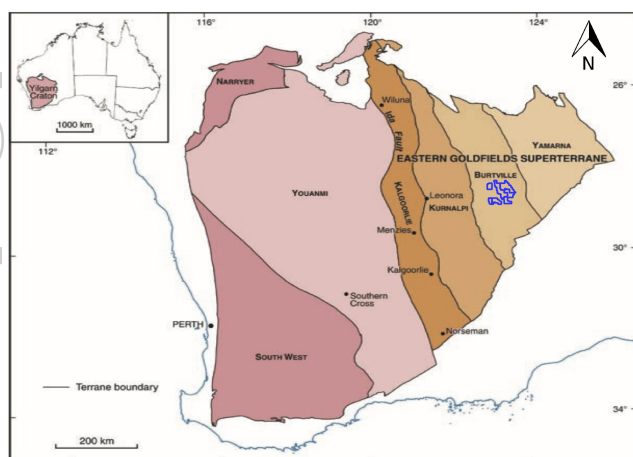 116°
120°
124°
Yilgarn
Craton
1000 km
112°
N
26°
NARRYER
Wiluna
Ida Fault
YAMARNA
EASTERN GOLDFIELDS SUPERTERRANE
BURTVILLE
YOUANMI
KALGOORLIE
Leonora
KURNALPI
Menzies
30°
Kalgoorlie
Southern
Cross
PERTH
Norseman
SOUTH WEST
Terrane boundary
34°
200 km